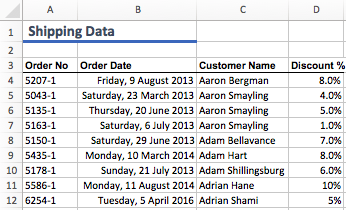 A B C D
1 Shipping Data
2
3 Order No Order Date Customer Name Discount %
4 5207-1 Friday, 9 August 2013 Aaron Bergman 8.0%
5 5043-1 Saturday, 23 March 2013 Aaron Smayling 4.0%
6 5135-1 Thursday, 20 June 2013 Aaron Smayling 5.0%
7 5163-1 Saturday, 6 July 2013 Aaron Smayling 1.0%
8 5150-1 Saturday, 29 June 2013 Adam Bellavance 7.0%
9 5435-1 Monday, 10 March 2014 Adam Hart 8.0%
10 5178-1 Sunday, 21 July 2013 Adam Shillingsburg 6.0%
11 5586-1 Monday, 11 August 2014 Adrian Hane 10%
12 6254-1 Tuesday, 5 April 2016 Adrian Shami 5%